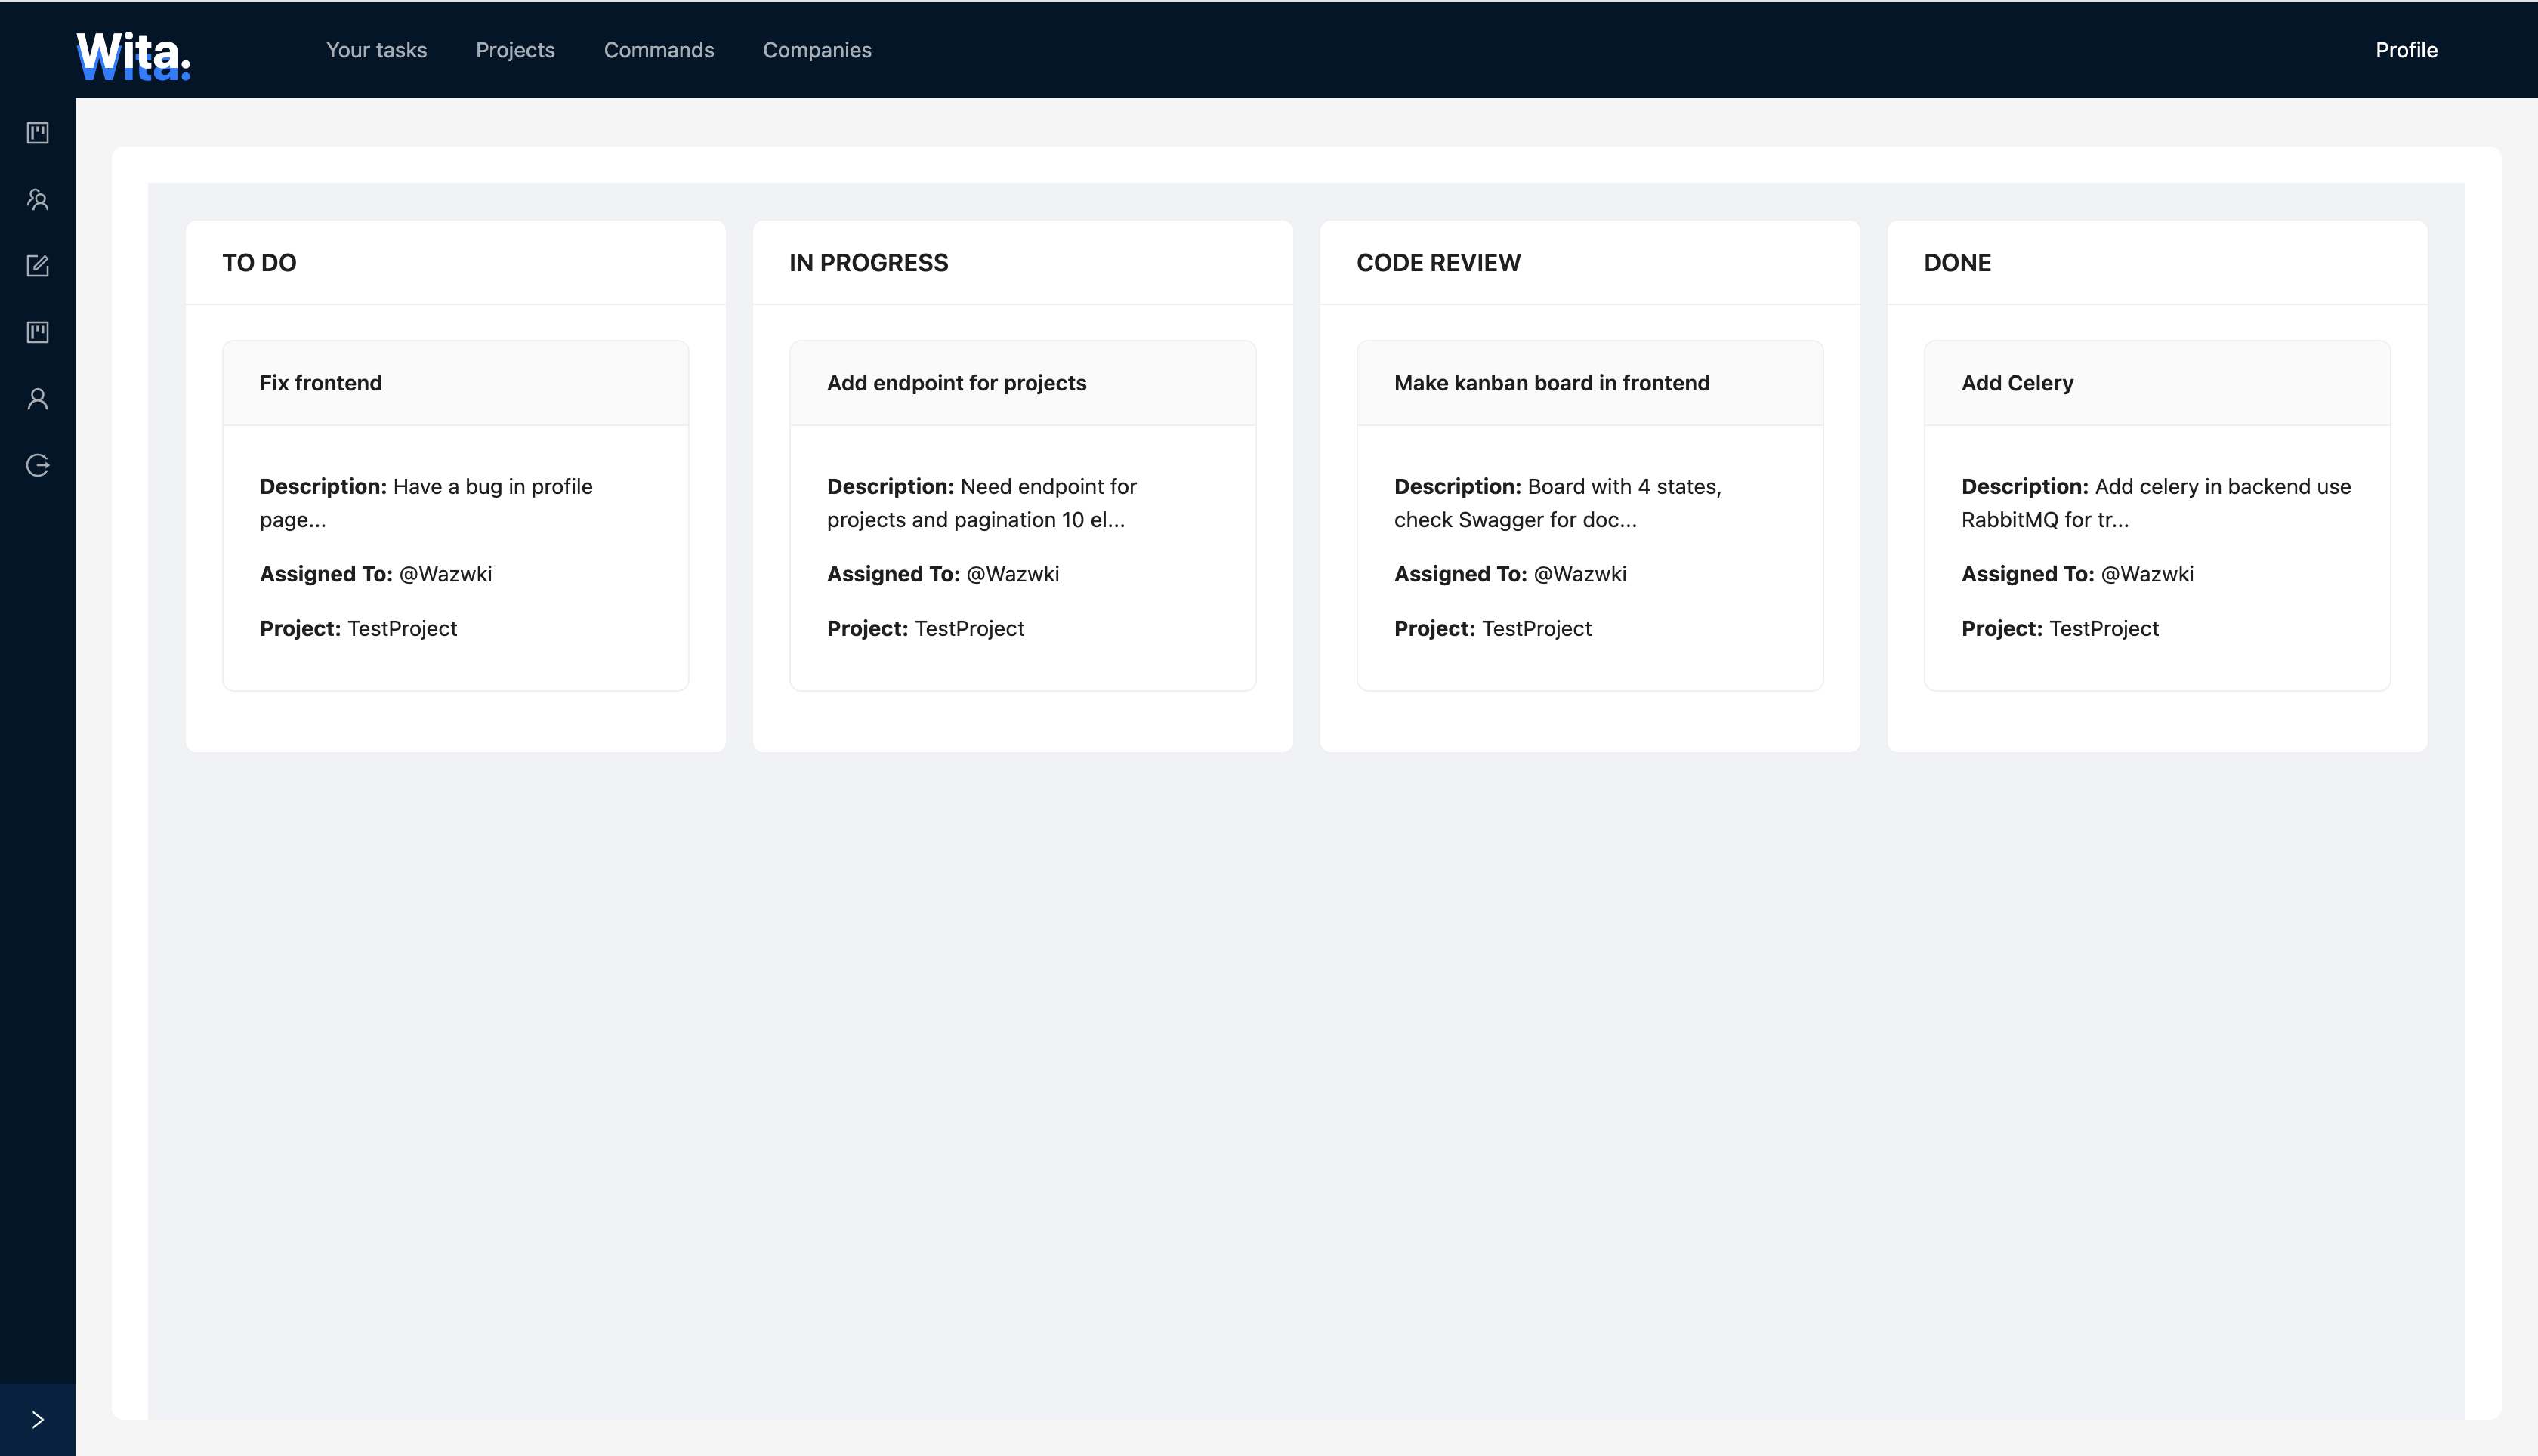 Wita.
Your tasks
Projects
Commands
Companies
Profile
TO DO
Fix frontend
Description: Have a bug in profile
page...
Assigned To: @Wazwki
Project: TestProject
IN PROGRESS
Add endpoint for projects
Description: Need endpoint for
projects and pagination 10 el...
Assigned To: @Wazwki
Project: TestProject
CODE REVIEW
Make kanban board in frontend
Description: Board with 4 states,
check Swagger for doc...
Assigned To: @Wazwki
Project: TestProject
DONE
Add Celery
Description: Add celery in backend use
RabbitMQ for tr...
Assigned To: @Wazwki
Project: TestProject